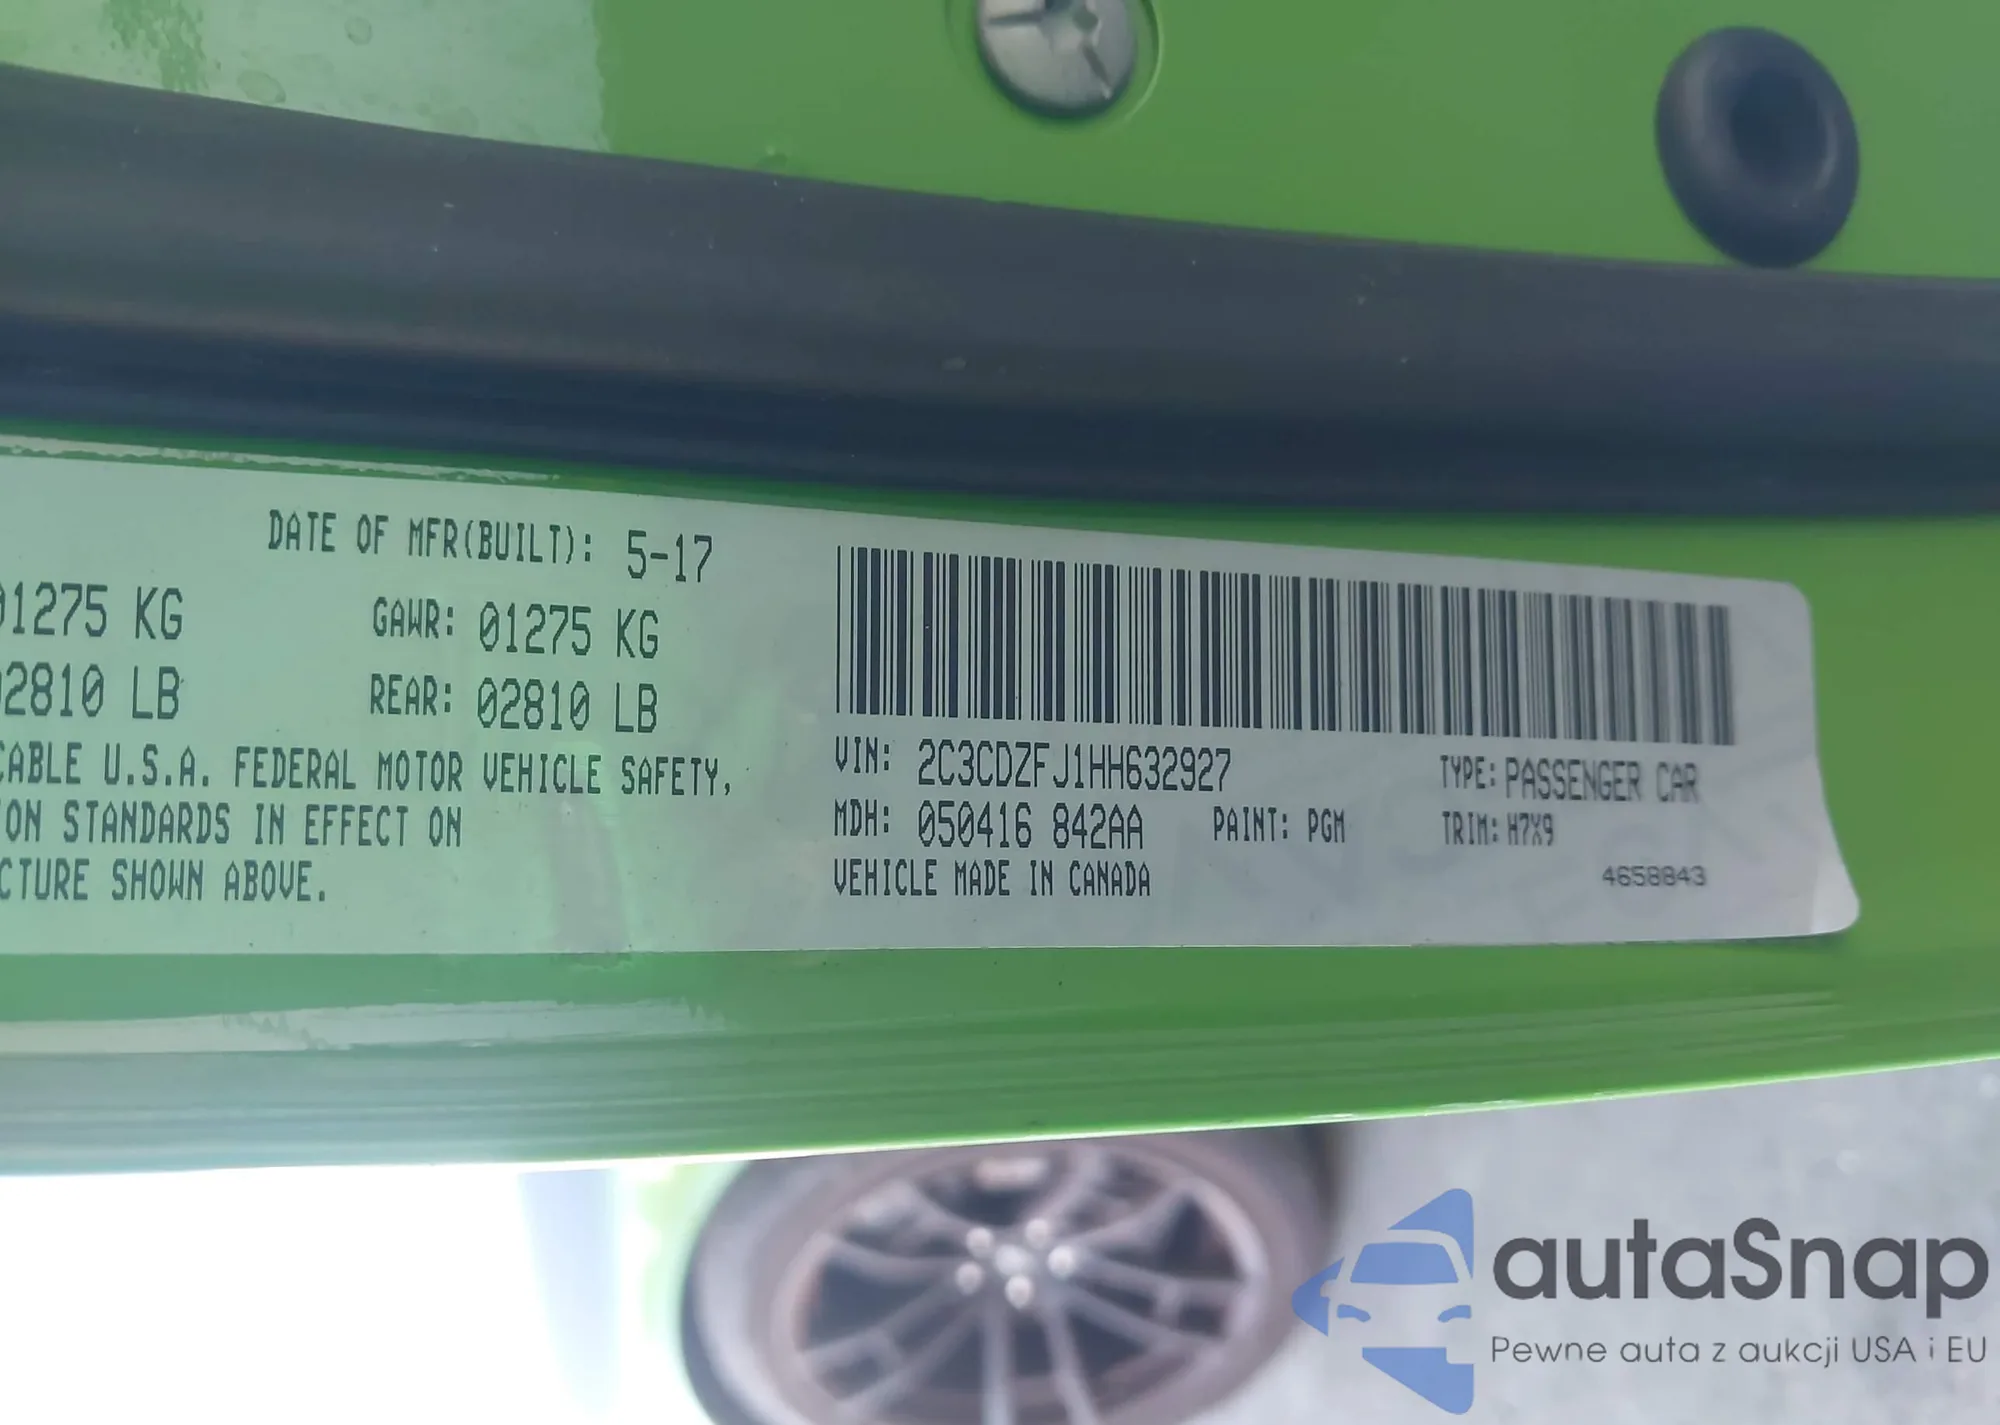 DATE OF MFR(BUILT): 5-17
01275 KG GAWR: 01275 KG
02810 LB REAR: 02810 LB
CABLE U.S.A. FEDERAL MOTOR VEHICLE SAFETY,
ON STANDARDS IN EFFECT ON
CTURE SHOWN ABOVE.
VIN: 2C3CDZFJ1HH632927 TYPE: PASSENGER CAR
MDH: 050416 842AA PAINT: PGM TRIM: H7X9
VEHICLE MADE IN CANADA 4658843
autaSnap
Pewne auta z aukcji USA i EU